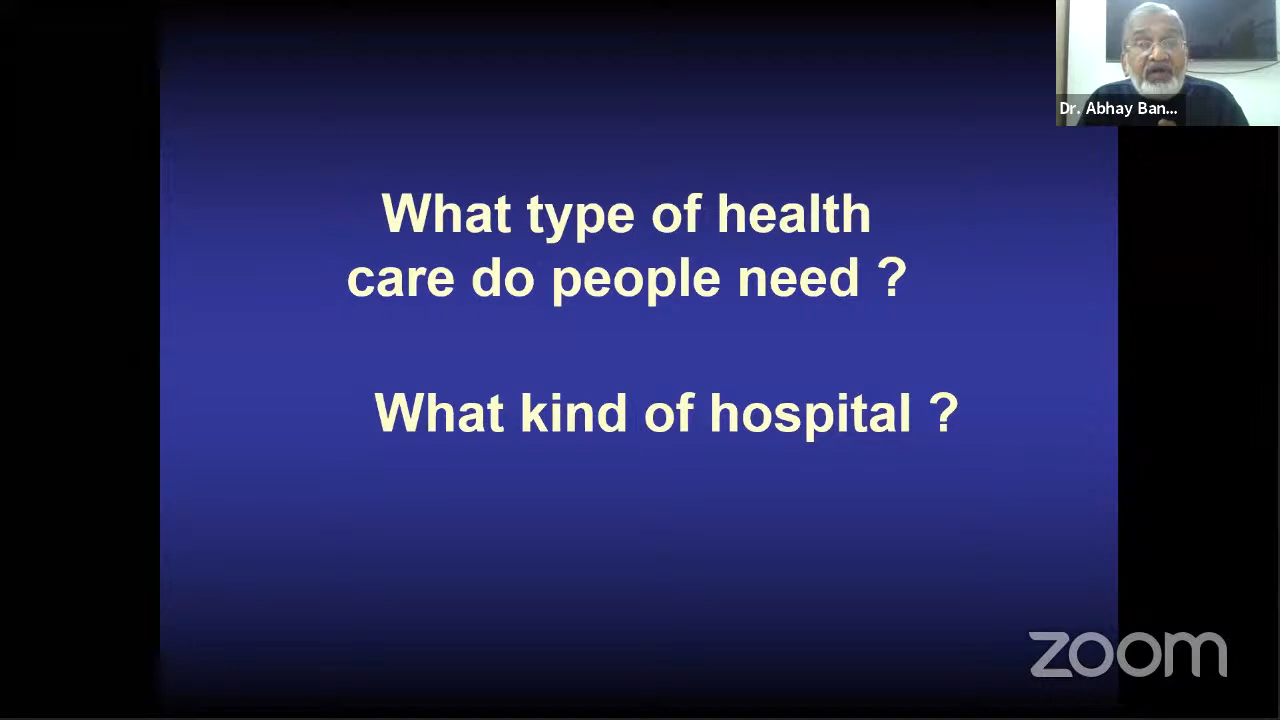 Dr. Abhay Ban...
What type of health
care do people need ?
What kind of hospital ?
zoom